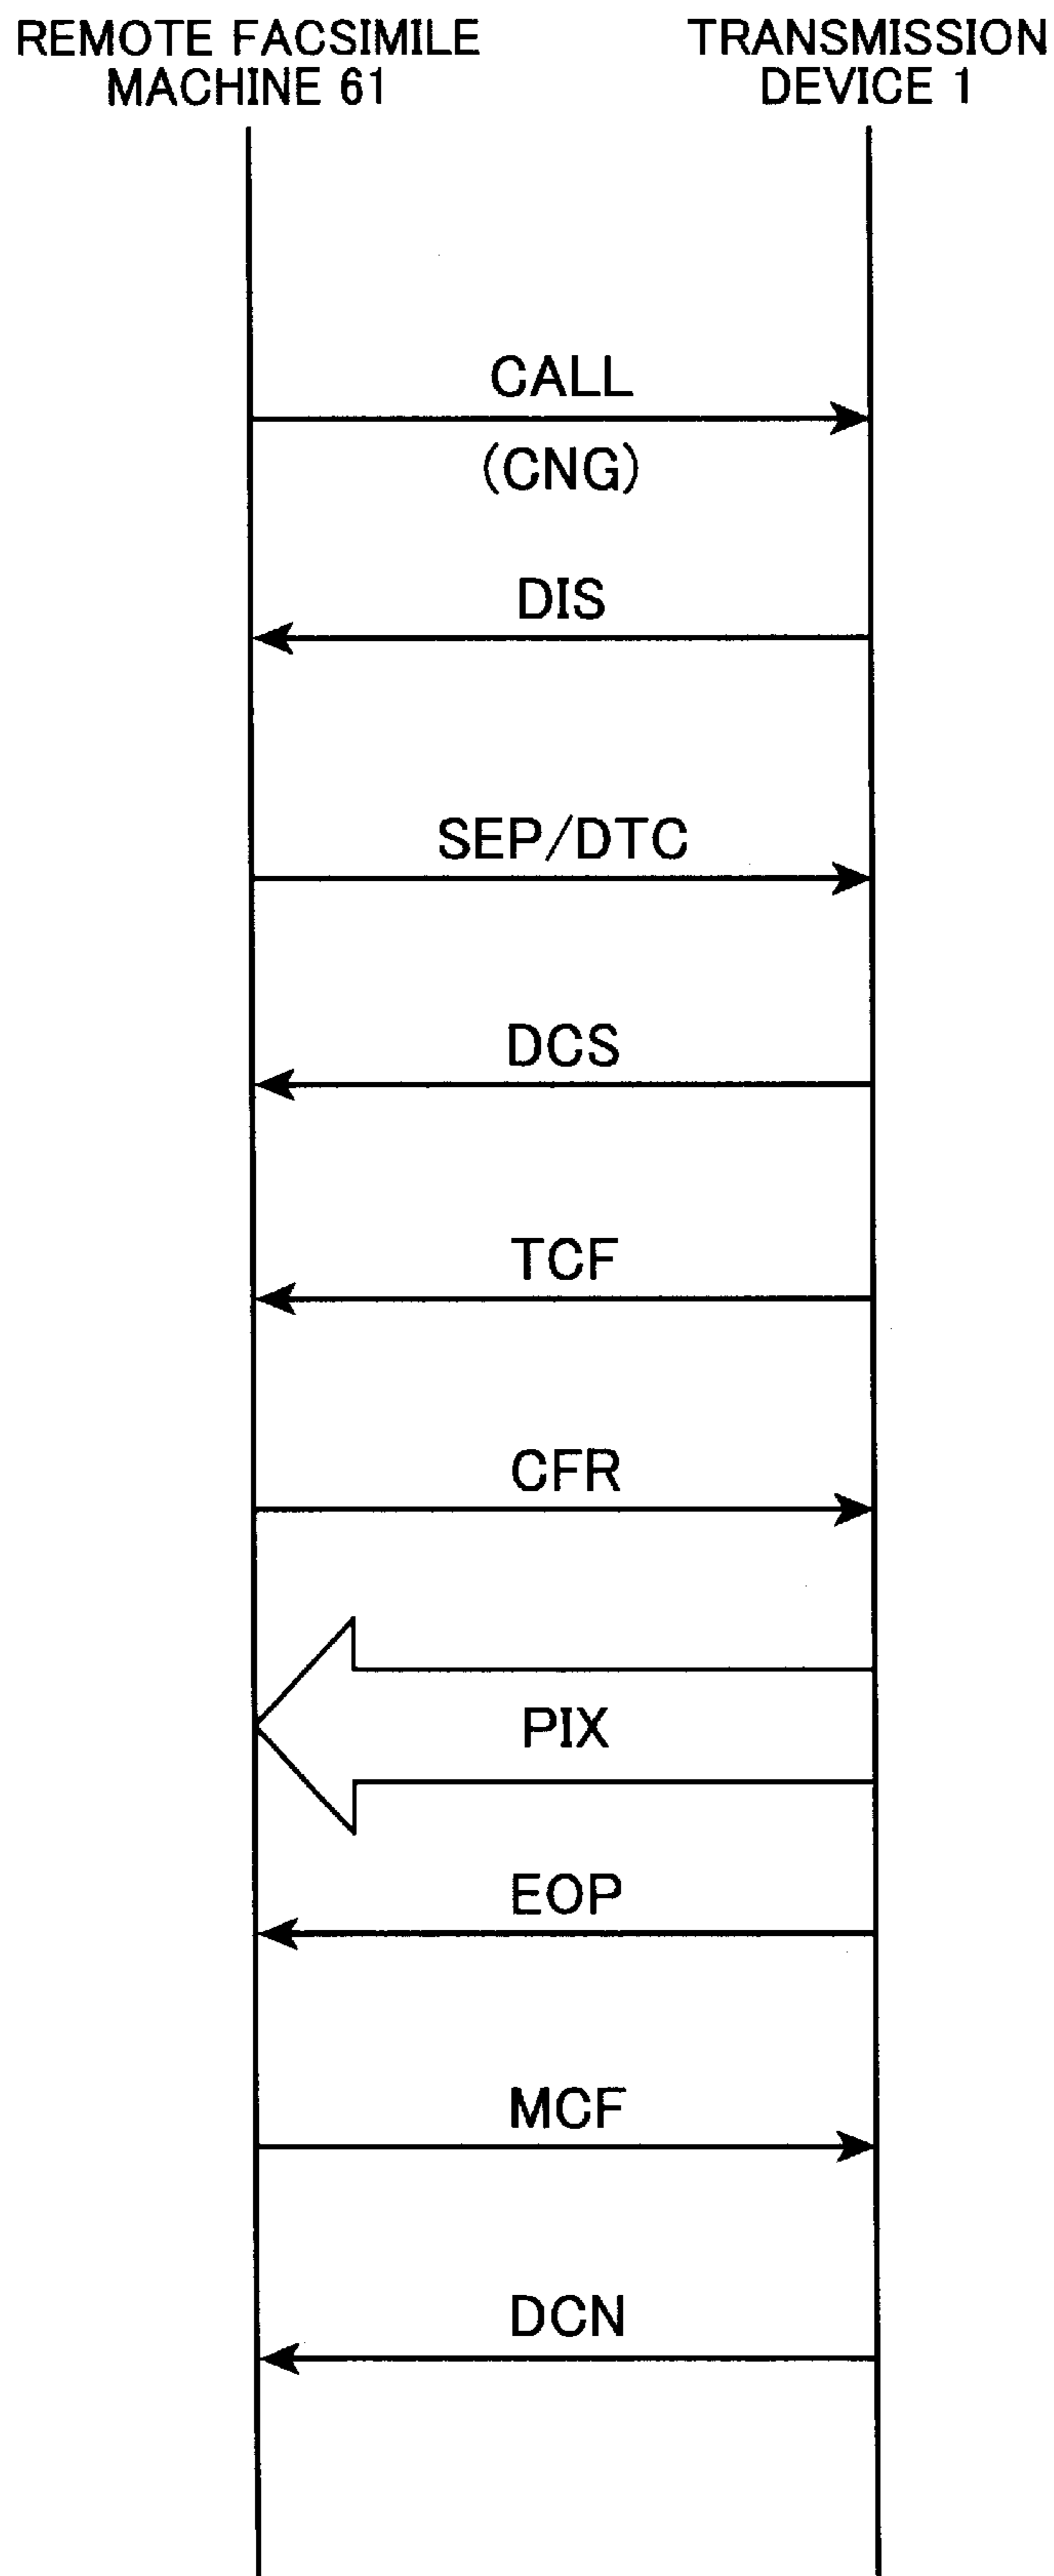 REMOTE FACSIMILE
MACHINE 61
TRANSMISSION
DEVICE 1
CALL
(CNG)
DIS
SEP/DTC
DCS
TCF
CFR
PIX
EOP
MCF
DCN